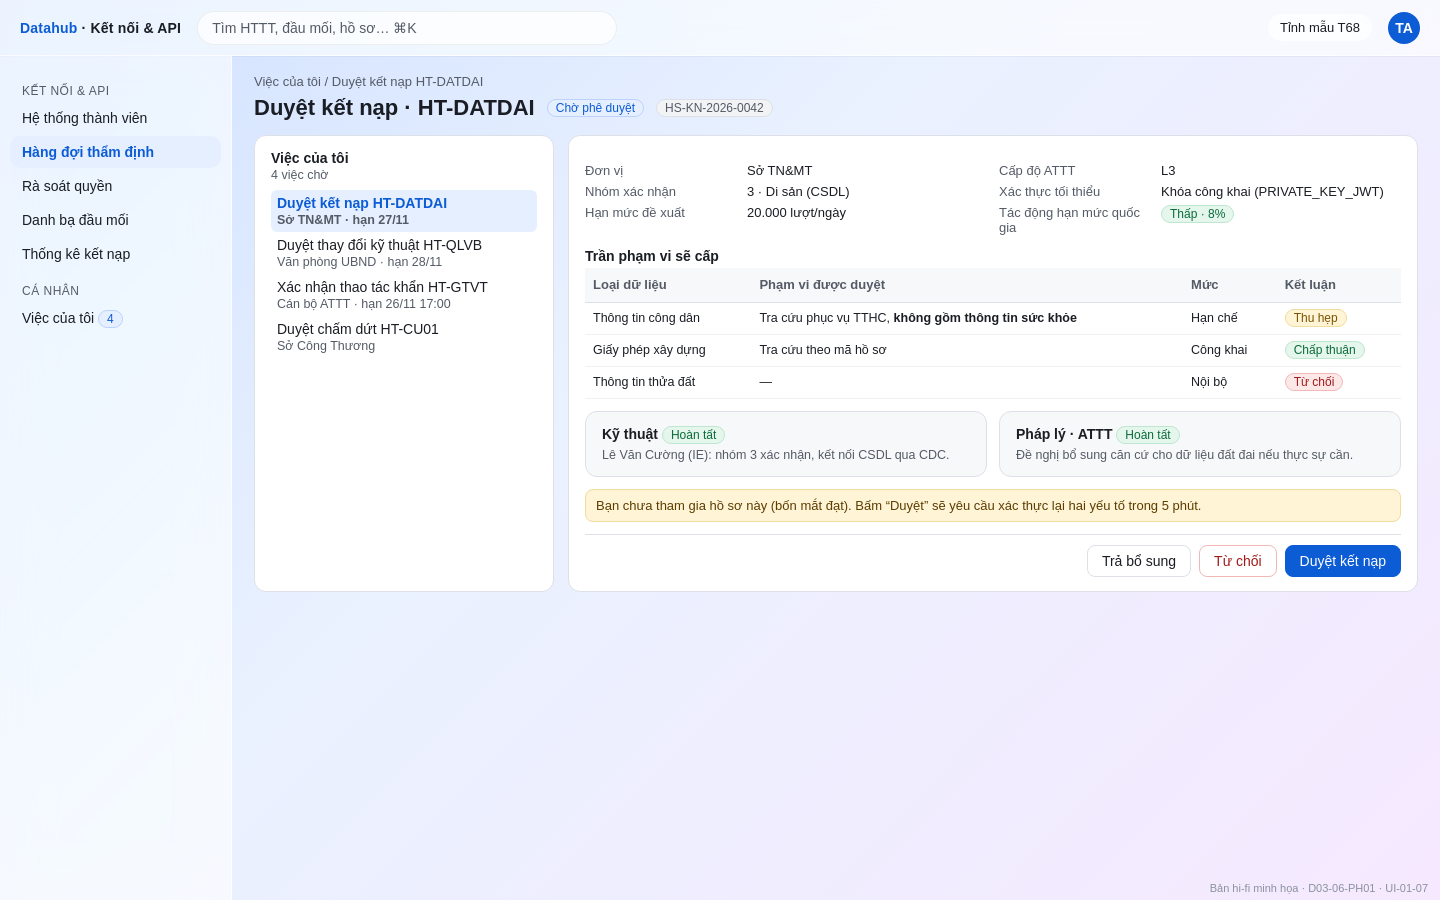 Datahub · Kết nối & API
Tìm HTTT, đầu mối, hồ sơ… ⌘K
Tỉnh mẫu T68
TA
KẾT NỐI & API
Hệ thống thành viên
Hàng đợi thẩm định
Rà soát quyền
Danh bạ đầu mối
Thống kê kết nạp
CÁ NHÂN
Việc của tôi 4
Việc của tôi / Duyệt kết nạp HT-DATDAI
Duyệt kết nạp · HT-DATDAI
Chờ phê duyệt
HS-KN-2026-0042
Việc của tôi
4 việc chờ
Duyệt kết nạp HT-DATDAI
Sở TN&MT · hạn 27/11
Duyệt thay đổi kỹ thuật HT-QLVB
Văn phòng UBND · hạn 28/11
Xác nhận thao tác khẩn HT-GTVT
Cán bộ ATTT · hạn 26/11 17:00
Duyệt chấm dứt HT-CU01
Sở Công Thương
Đơn vị Sở TN&MT Cấp độ ATTT L3
Nhóm xác nhận 3 · Di sản (CSDL) Xác thực tối thiểu Khóa công khai (PRIVATE_KEY_JWT)
Hạn mức đề xuất 20.000 lượt/ngày Tác động hạn mức quốc gia Thấp · 8%
Trần phạm vi sẽ cấp
Loại dữ liệu Phạm vi được duyệt Mức Kết luận
Thông tin công dân Tra cứu phục vụ TTHC, không gồm thông tin sức khỏe Hạn chế Thu hẹp
Giấy phép xây dựng Tra cứu theo mã hồ sơ Công khai Chấp thuận
Thông tin thửa đất — Nội bộ Từ chối
Kỹ thuật Hoàn tất
Lê Văn Cường (IE): nhóm 3 xác nhận, kết nối CSDL qua CDC.
Pháp lý · ATTT Hoàn tất
Đề nghị bổ sung căn cứ cho dữ liệu đất đai nếu thực sự cần.
Bạn chưa tham gia hồ sơ này (bốn mắt đạt). Bấm “Duyệt” sẽ yêu cầu xác thực lại hai yếu tố trong 5 phút.
Trả bổ sung
Từ chối
Duyệt kết nạp
Bản hi-fi minh họa · D03-06-PH01 · UI-01-07